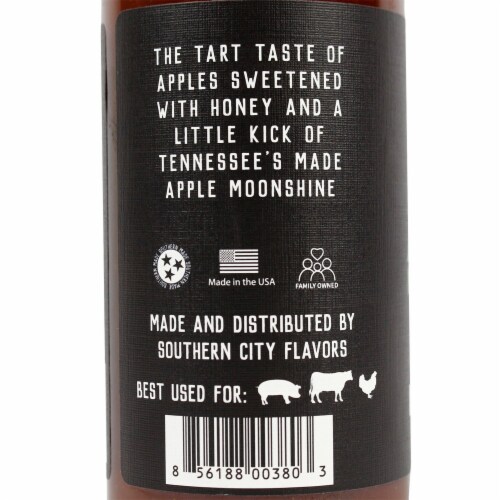 THE TART TASTE OF
APPLES SWEETENED
WITH HONEY AND A
LITTLE KICK OF
TENNESSEE'S MADE
APPLE MOONSHINE
Made in the USA
FAMILY OWNED
MADE AND DISTRIBUTED BY
SOUTHERN CITY FLAVORS
BEST USED FOR:
8 56188 00380 3